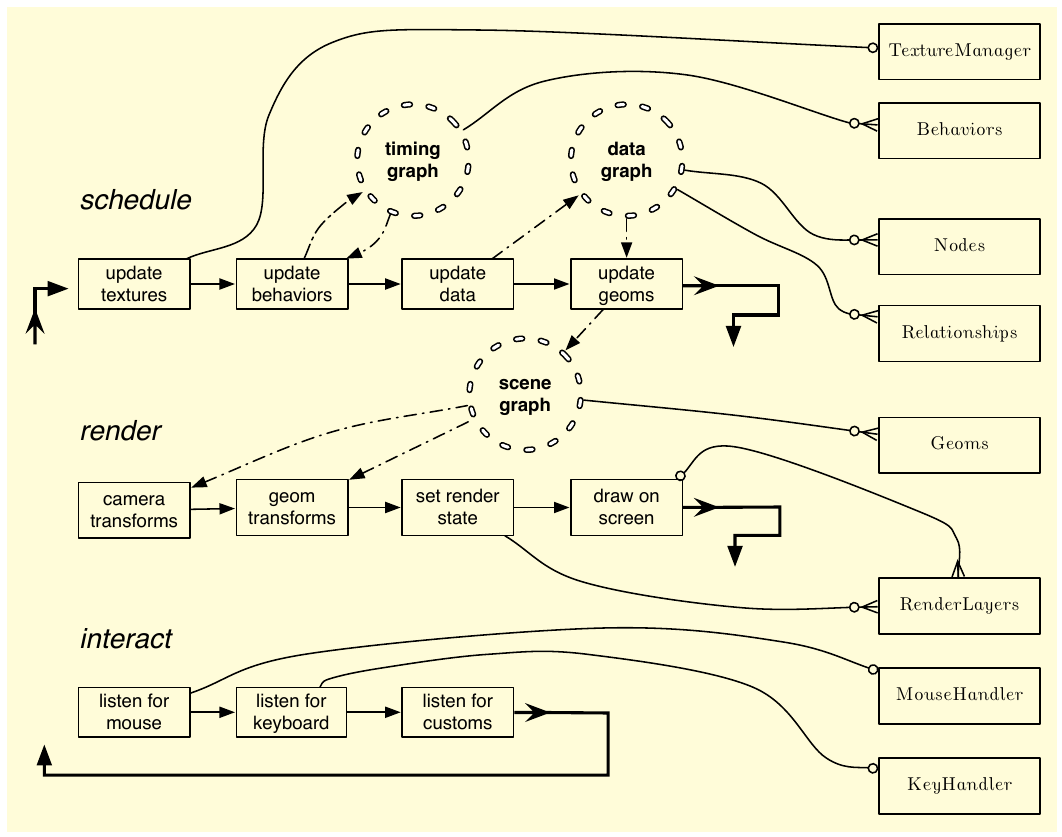 TextureManager
Behaviors
timing
graph
data
graph
schedule
Nodes
update
textures
update
behaviors
update
data
update
geoms
Relationships
scene
graph
render
Geoms
camera
transforms
geom
transforms
set render
state
draw on
screen
RenderLayers
interact
listen for
mouse
listen for
keyboard
listen for
customs
MouseHandler
KeyHandler